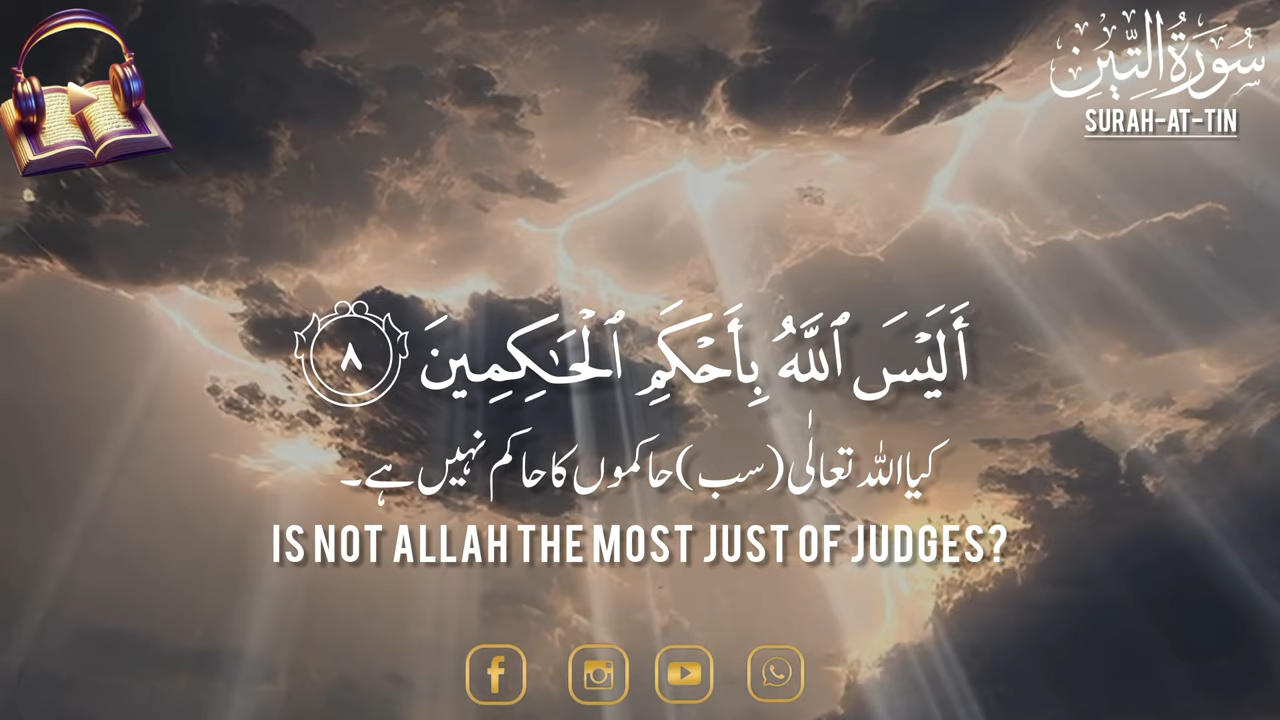 سُورَةُ التِّينِ
SURAH-AT-TIN
أَلَيْسَ ٱللَّهُ بِأَحْكَمِ ٱلْحَـٰكِمِينَ ٨
کیا اللہ تعالٰی (سب) حاکموں کا حاکم نہیں ہے۔
IS NOT ALLAH THE MOST JUST OF JUDGES?